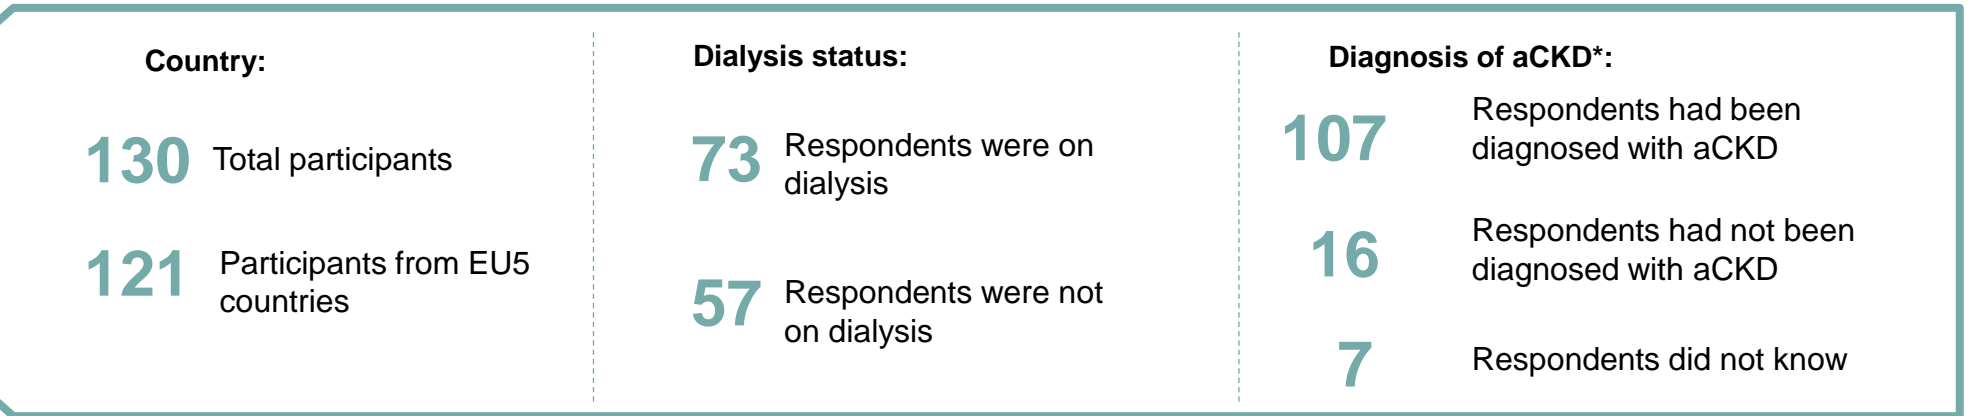 Country:
130 Total participants
121 Participants from EU5
countries
Dialysis status:
73 Respondents were on
dialysis
57 Respondents were not
on dialysis
Diagnosis of aCKD*:
107 Respondents had been
diagnosed with aCKD
16 Respondents had not been
diagnosed with aCKD
7 Respondents did not know